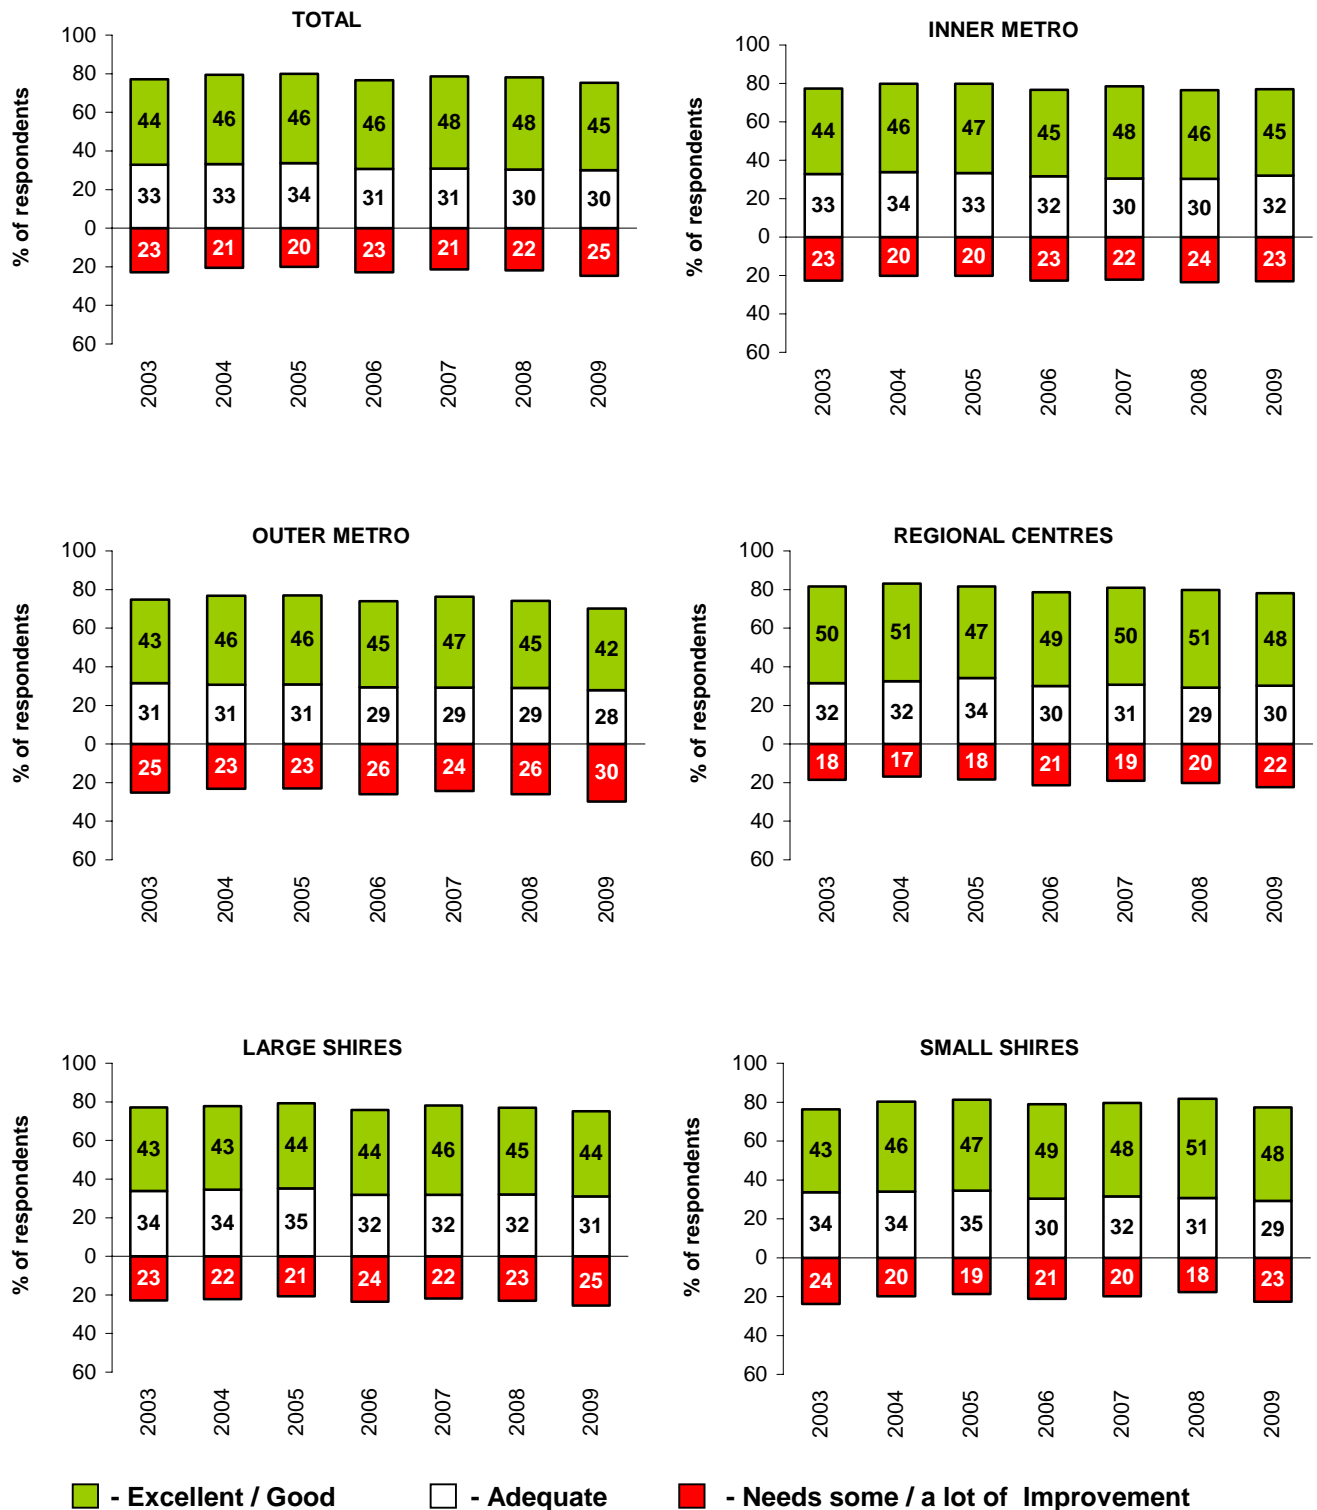 TOTAL
100
80
60
40
20
0
20
40
60
% of respondents
44 46 46 46 48 48 45
33 33 34 31 31 30 30
23 21 20 23 21 22 25
2003 2004 2005 2006 2007 2008 2009
INNER METRO
100
80
60
40
20
0
20
40
60
% of respondents
44 46 47 45 48 46 45
33 34 33 32 30 30 32
23 20 20 23 22 24 23
2003 2004 2005 2006 2007 2008 2009
OUTER METRO
100
80
60
40
20
0
20
40
60
% of respondents
43 46 46 45 47 45 42
31 31 31 29 29 29 28
25 23 23 26 24 26 30
2003 2004 2005 2006 2007 2008 2009
REGIONAL CENTRES
100
80
60
40
20
0
20
40
60
% of respondents
50 51 47 49 50 51 48
32 32 34 30 31 29 30
18 17 18 21 19 20 22
2003 2004 2005 2006 2007 2008 2009
LARGE SHIRES
100
80
60
40
20
0
20
40
60
% of respondents
43 43 44 44 46 45 44
34 34 35 32 32 32 31
23 22 21 24 22 23 25
2003 2004 2005 2006 2007 2008 2009
SMALL SHIRES
100
80
60
40
20
0
20
40
60
% of respondents
43 46 47 49 48 51 48
34 34 35 30 32 31 29
24 20 19 21 20 18 23
2003 2004 2005 2006 2007 2008 2009
- Excellent / Good - Adequate - Needs some / a lot of Improvement